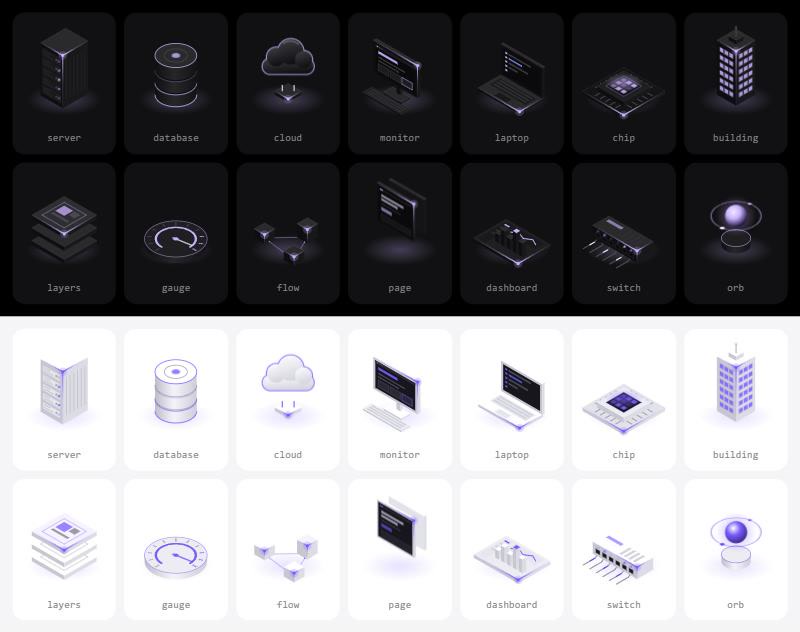 server
database
cloud
monitor
laptop
chip
building
layers
gauge
flow
page
dashboard
switch
orb
server
database
cloud
monitor
laptop
chip
building
layers
gauge
flow
page
dashboard
switch
orb